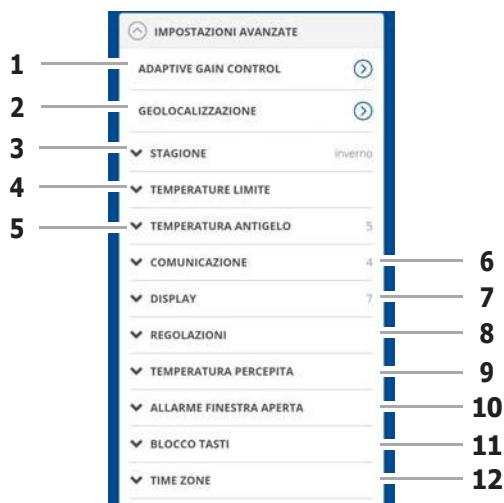 IMPOSTAZIONI AVANZATE
1 ADAPTIVE GAIN CONTROL
2 GEOLOCALIZZAZIONE
3 STAGIONE inverno
4 TEMPERATURE LIMITE
5 TEMPERATURA ANTIGELO 5
COMUNICAZIONE 4 6
DISPLAY 7 7
REGOLAZIONI 8
TEMPERATURA PERCEPITA 9
ALLARME FINESTRA APERTA 10
BLOCCO TASTI 11
TIME ZONE 12